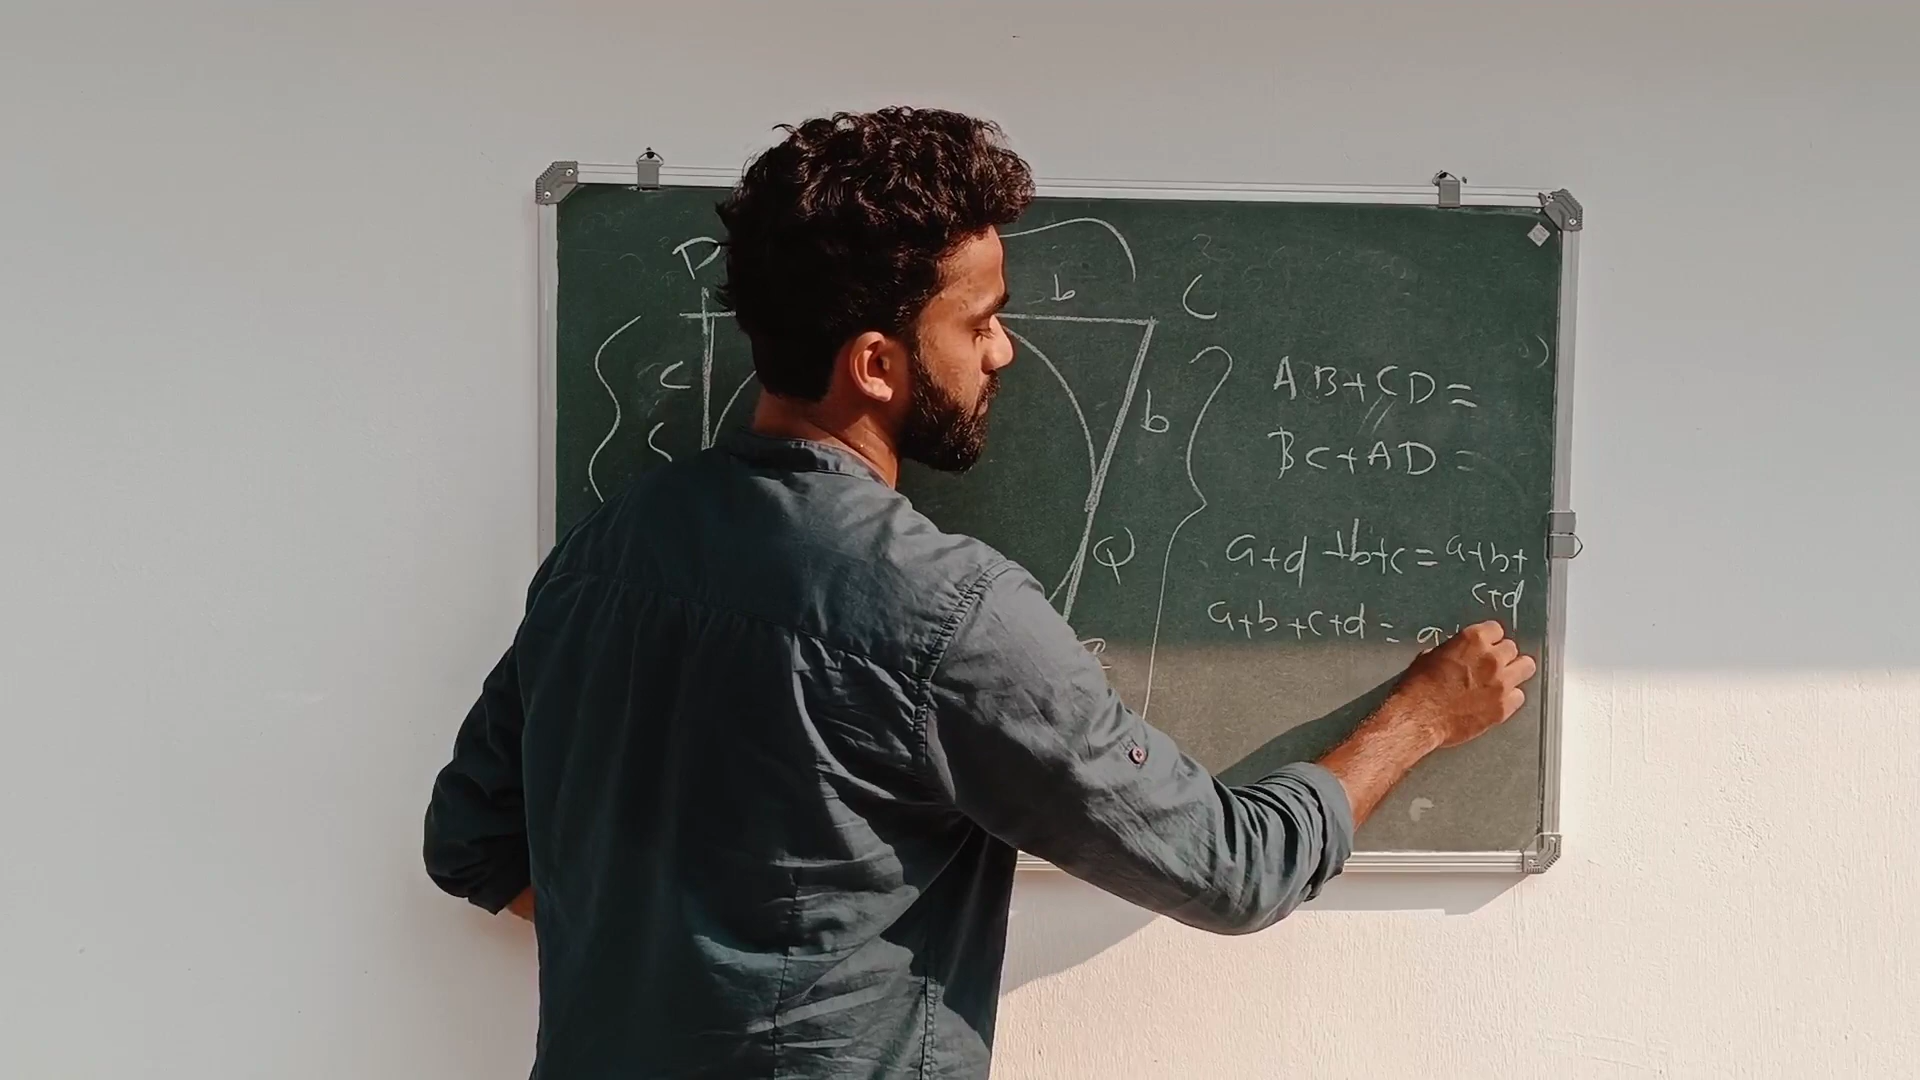 D
b
C
c
c
b
Q
AB+CD=
BC+AD=
a+d+b+c=a+b+
c+d
a+b+c+d=a+